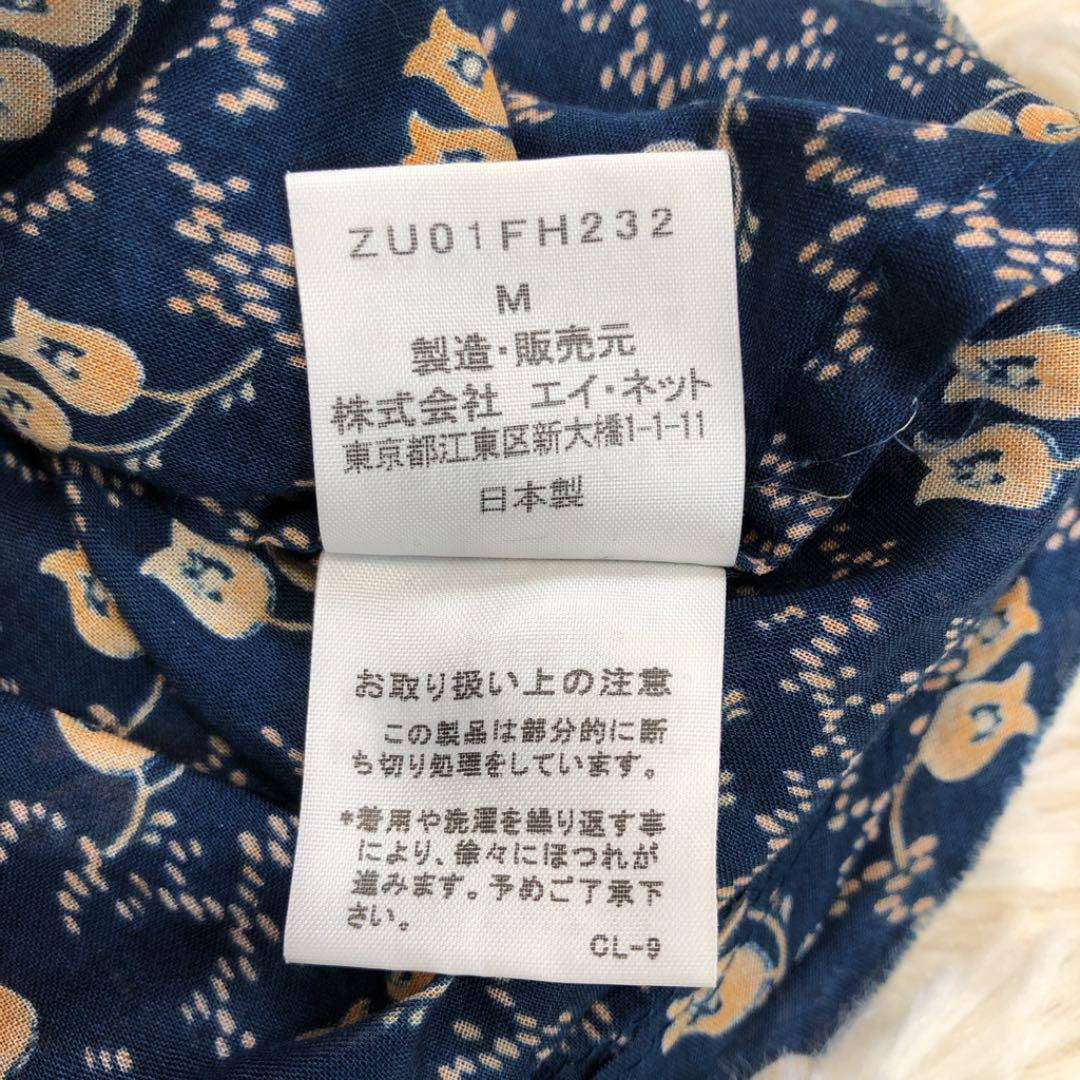 ZU01FH232
M
製造・販売元
株式会社 エイ・ネット
東京都江東区新大橋1-1-11
日本製
お取り扱い上の注意
この製品は部分的に断
ち切り処理をしています。
*着用や洗濯を繰り返す事
により、徐々にほつれが
進みます。予めご了承下
さい。
CL-9